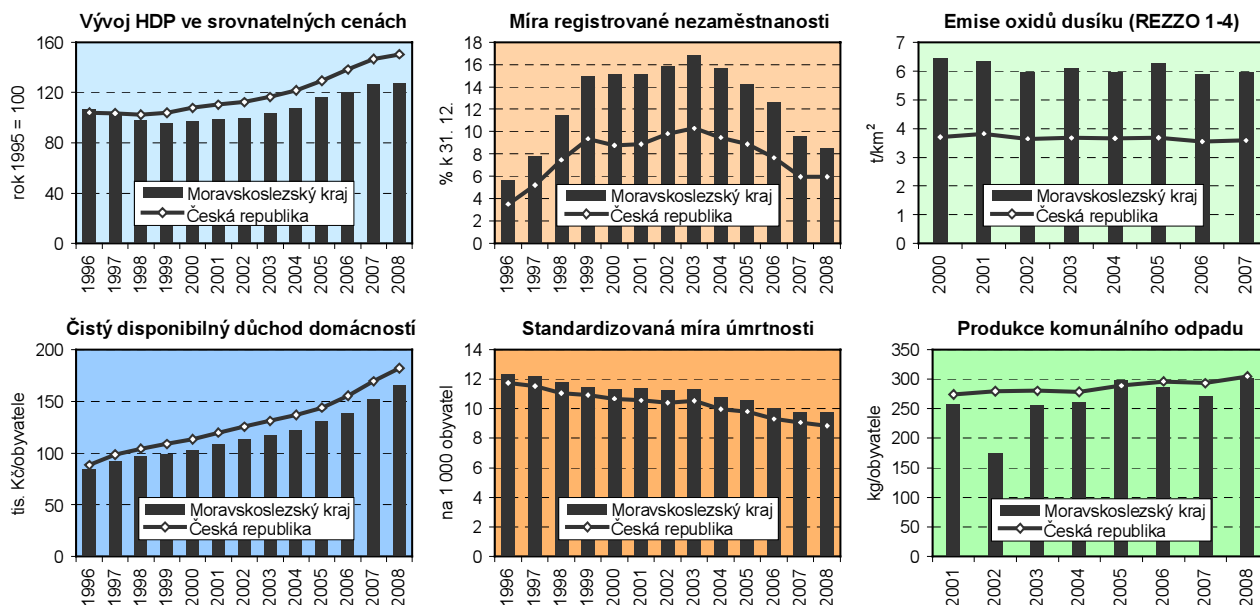 Vývoj HDP ve srovnatelných cenách
160
120
80
40
0
rok 1995 = 100
Moravskoslezský kraj
Česká republika
1996 1997 1998 1999 2000 2001 2002 2003 2004 2005 2006 2007 2008
Míra registrované nezaměstnanosti
18
16
14
12
10
8
6
4
2
0
% k 31. 12.
Moravskoslezský kraj
Česká republika
1996 1997 1998 1999 2000 2001 2002 2003 2004 2005 2006 2007 2008
Emise oxidů dusíku (REZZO 1-4)
7
6
5
4
3
2
1
0
t/km²
Moravskoslezský kraj
Česká republika
2000 2001 2002 2003 2004 2005 2006 2007
Čistý disponibilný důchod domácností
200
150
100
50
0
tis. Kč/obyvatele
Moravskoslezský kraj
Česká republika
1996 1997 1998 1999 2000 2001 2002 2003 2004 2005 2006 2007 2008
Standardizovaná míra úmrtnosti
14
12
10
8
6
4
2
0
na 1 000 obyvatel
Moravskoslezský kraj
Česká republika
1996 1997 1998 1999 2000 2001 2002 2003 2004 2005 2006 2007 2008
Produkce komunálního odpadu
350
300
250
200
150
100
50
0
kg/obyvatele
Moravskoslezský kraj
Česká republika
2001 2002 2003 2004 2005 2006 2007 2008